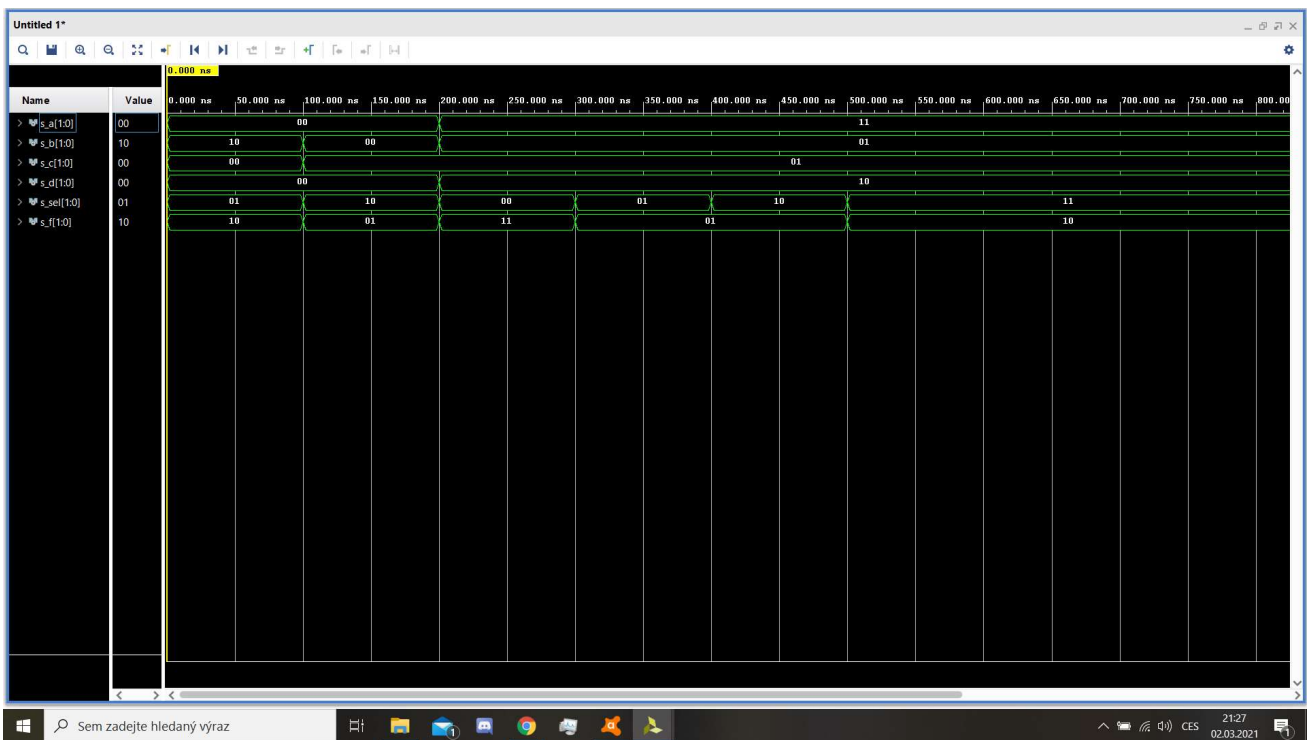 Untitled 1*
0.000 ns
Name Value 0.000 ns 50.000 ns 100.000 ns 150.000 ns 200.000 ns 250.000 ns 300.000 ns 350.000 ns 400.000 ns 450.000 ns 500.000 ns 550.000 ns 600.000 ns 650.000 ns 700.000 ns 750.000 ns 800.00
s_a[1:0] 00 00 11
s_b[1:0] 10 10 00 01
s_c[1:0] 00 00 01
s_d[1:0] 00 00 10
s_sel[1:0] 01 01 10 00 01 10 11
s_f[1:0] 10 10 01 11 01 10
Sem zadejte hledaný výraz 1 CES 21:27 1
02.03.2021